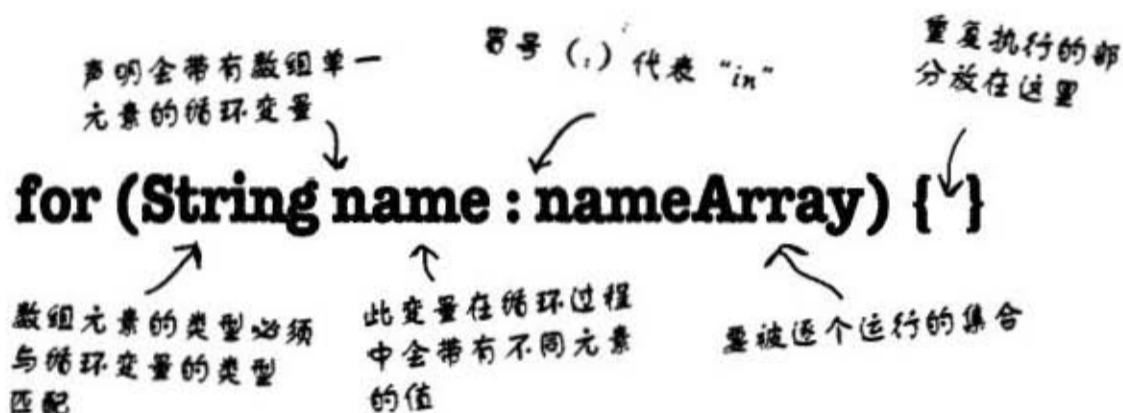 声明会带有数组单一
元素的循环变量
冒号（:）代表“in”
重复执行的部
分放在这里
for (String name : nameArray) { }
数组元素的类型必须
与循环变量的类型
匹配
此变量在循环过程
中会带有不同元素
的值
要被逐个运行的集合